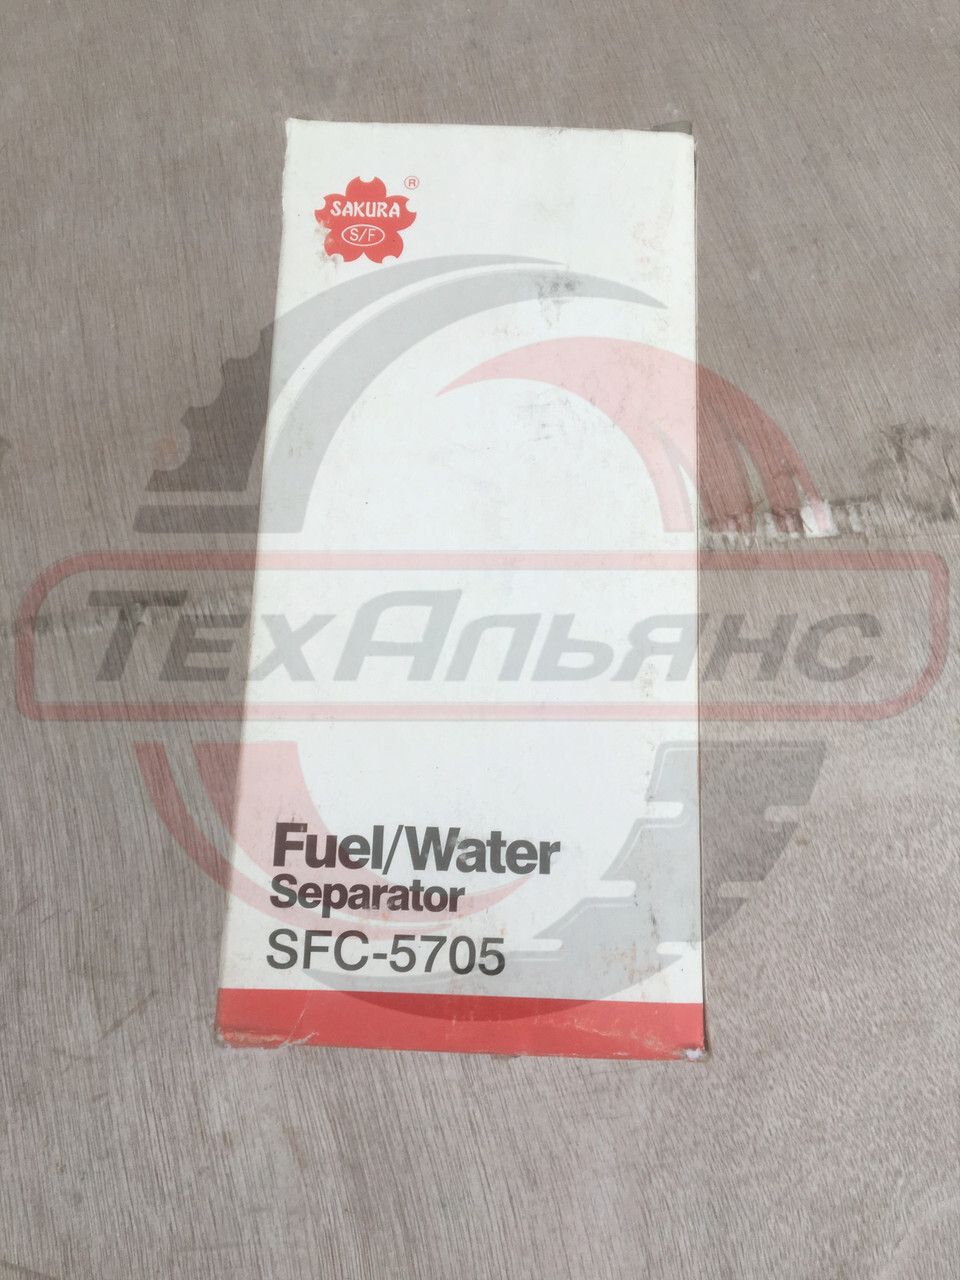 SAKURA
®
S/F
ТехАльянс
Fuel/Water
Separator
SFC-5705